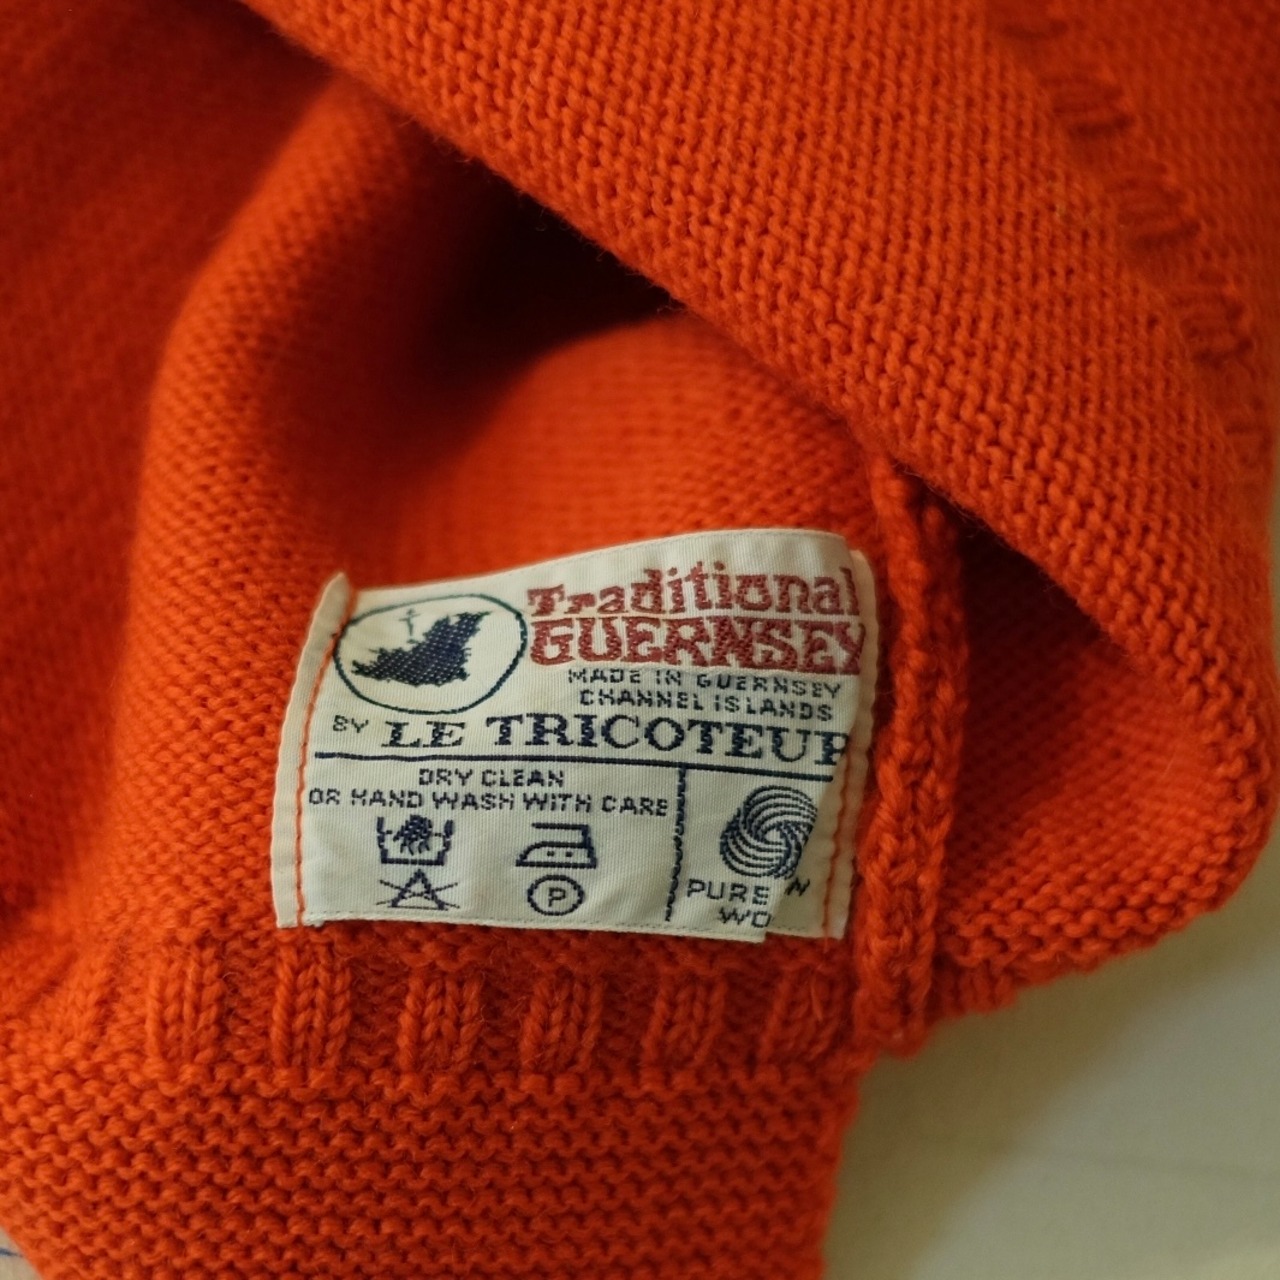 Traditional
GUERNSEY
MADE IN GUERNSEY
CHANNEL ISLANDS
BY LE TRICOTEUR
DRY CLEAN
OR HAND WASH WITH CARE
P
PURE N
WO